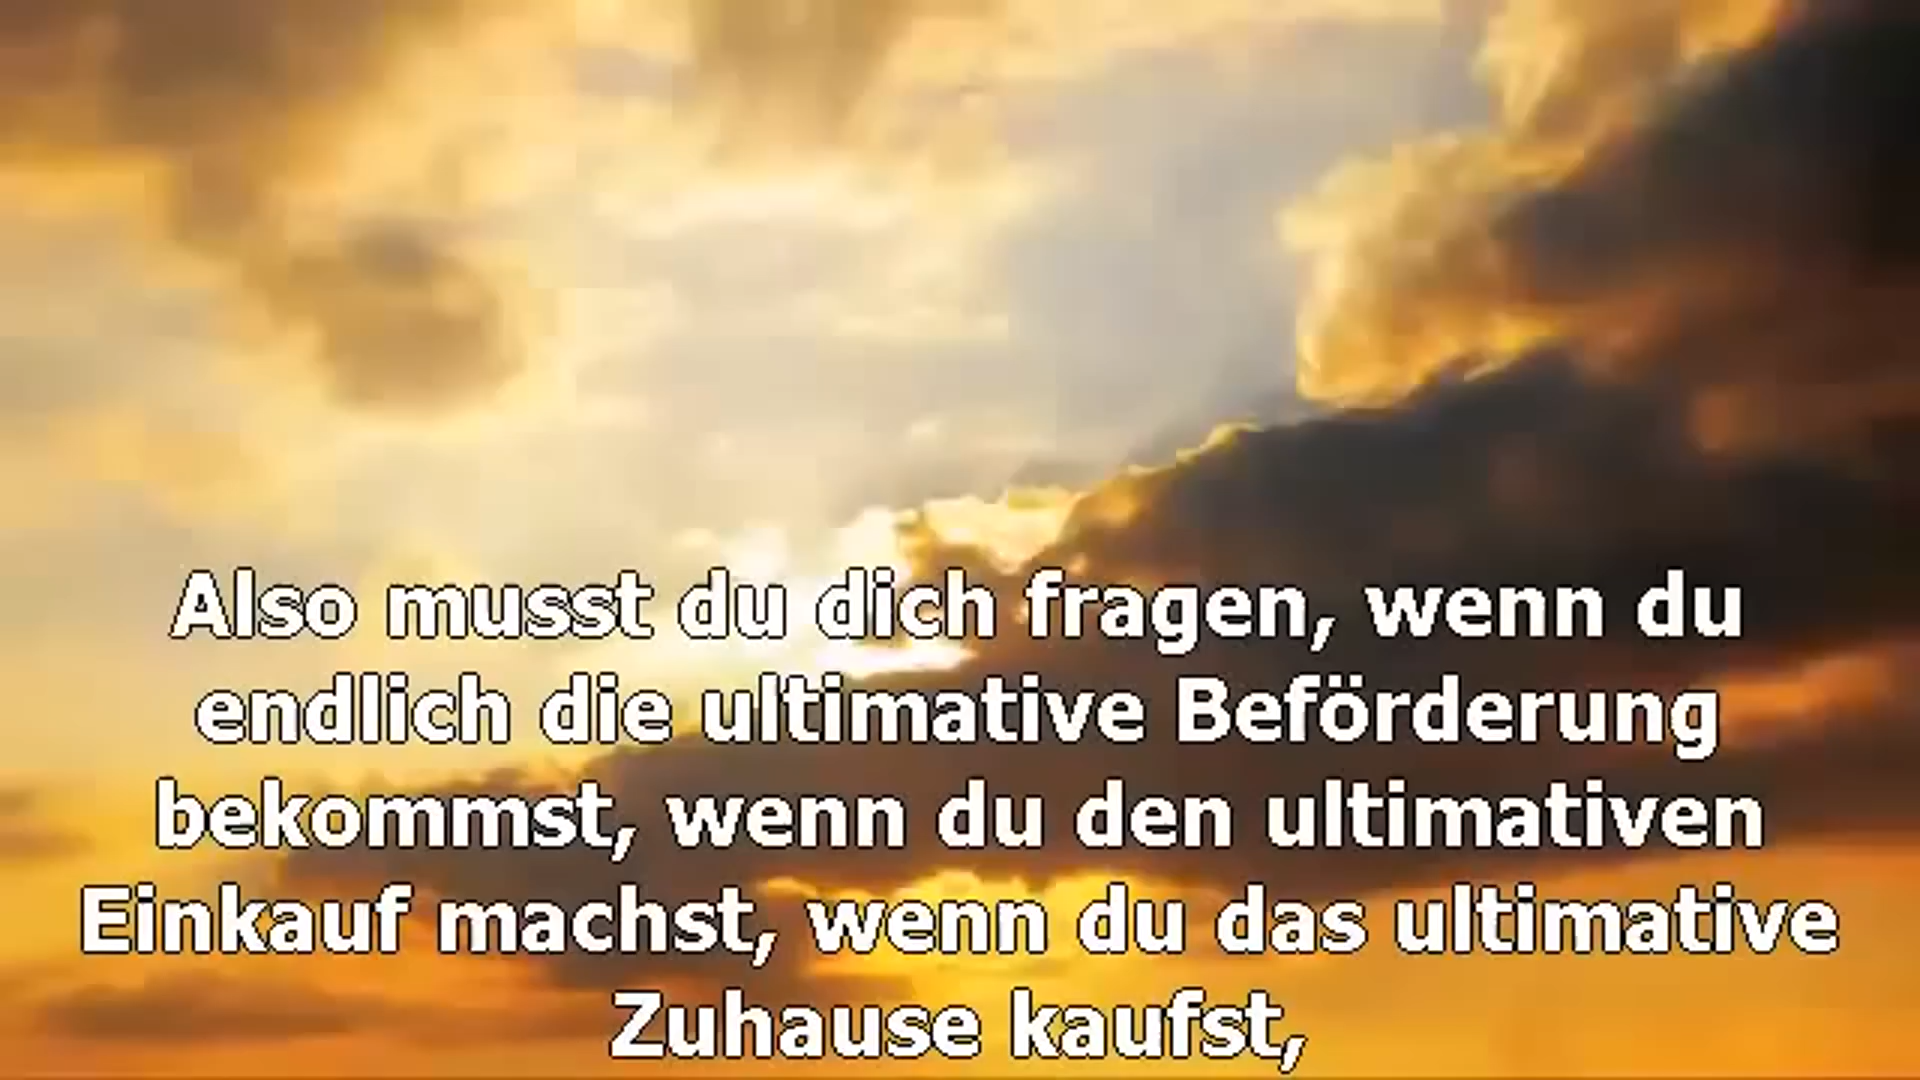 Also musst du dich fragen, wenn du
endlich die ultimative Beförderung
bekommst, wenn du den ultimativen
Einkauf machst, wenn du das ultimative
Zuhause kaufst,